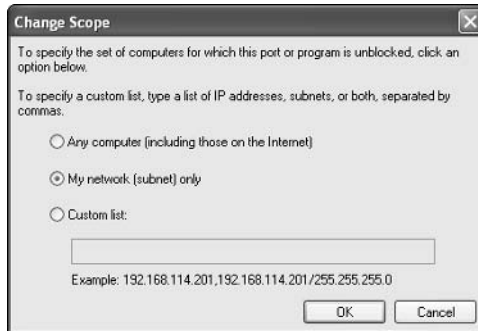 Change Scope
To specify the set of computers for which this port or program is unblocked, click an
option below.
To specify a custom list, type a list of IP addresses, subnets, or both, separated by
commas.
Any computer (including those on the Internet)
My network (subnet) only
Custom list:
Example: 192.168.114.201,192.168.114.201/255.255.255.0
OK Cancel